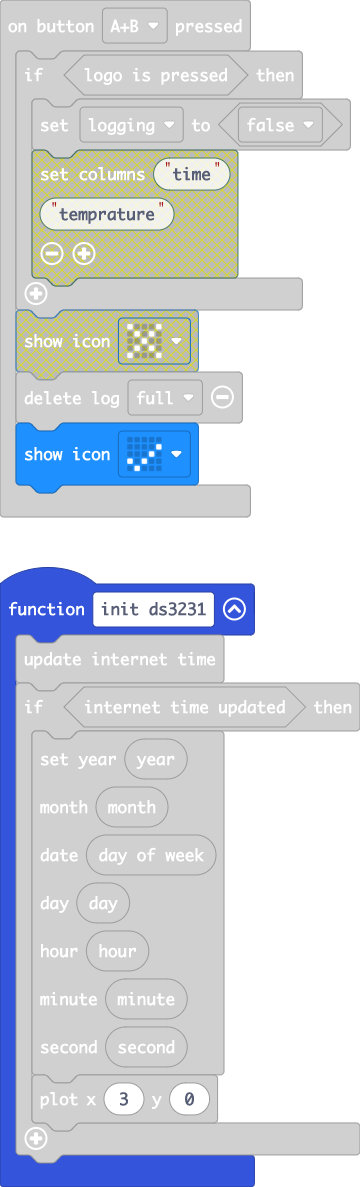 on button A+B pressed
if logo is pressed then
set logging to false
set columns "time"
"temprature"
show icon
delete log full
show icon
function init ds3231
update internet time
if internet time updated then
set year year
month month
date day of week
day day
hour hour
minute minute
second second
plot x 3 y 0